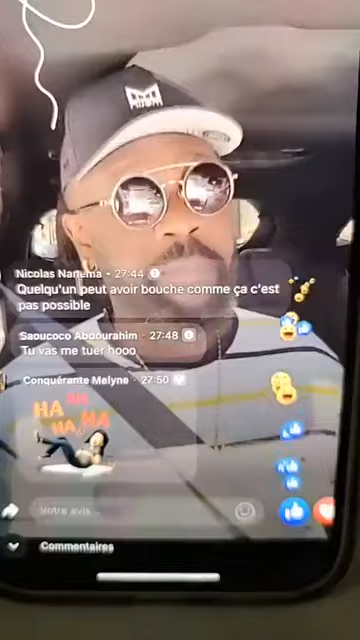 Nicolas Nanema · 27:44
Quelqu'un peut avoir bouche comme ça c'est
pas possible
Saoucoco Abdourahim · 27:48
Tu vas me tuer hooo
Conquérante Melyne · 27:50
HA HA
HA HA
Votre avis...
Commentaires